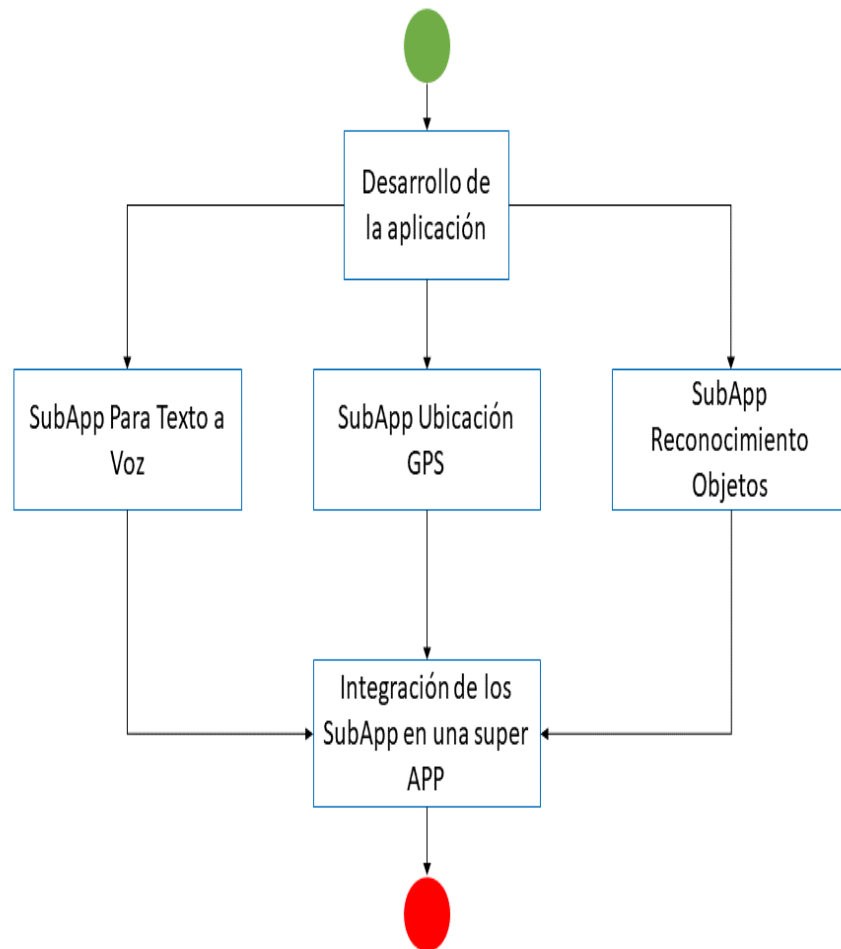 Desarrollo de
la aplicación
SubApp Para Texto a
Voz
SubApp Ubicación
GPS
SubApp
Reconocimiento
Objetos
Integración de los
SubApp en una super
APP